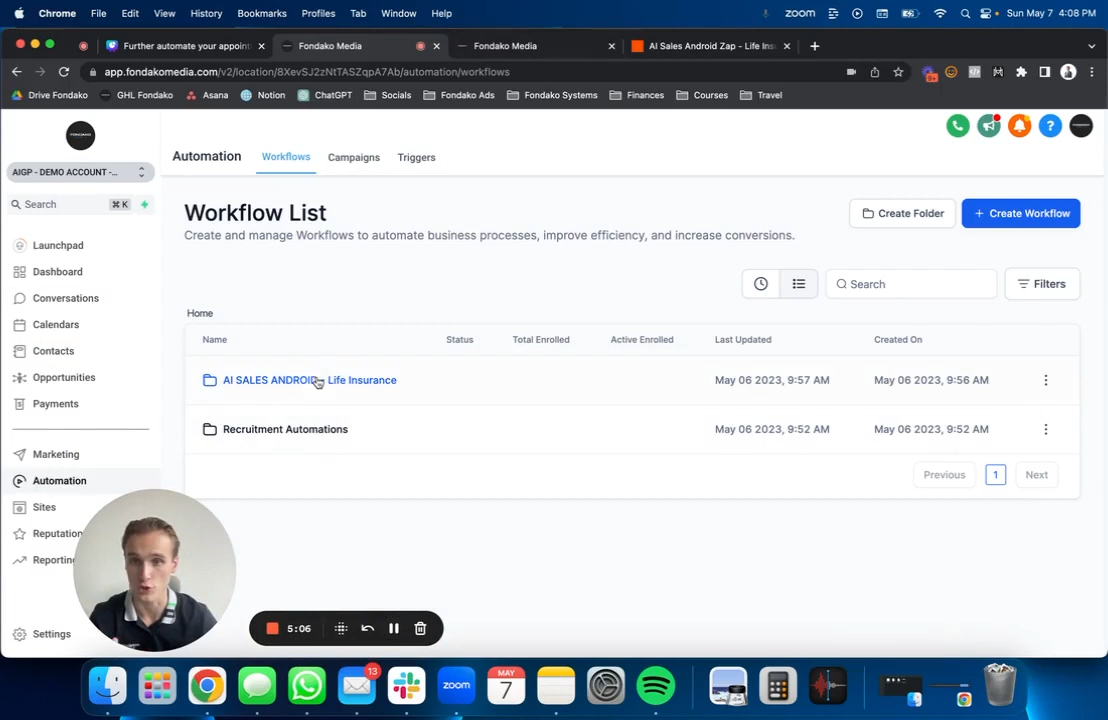 Chrome File Edit View History Bookmarks Profiles Tab Window Help zoom Sun May 7 4:08 PM
Further automate your appoint Fondako Media Fondako Media AI Sales Android Zap - Life Ins
app.fondakomedia.com/v2/location/8XevSJ2zNtTASZqpA7Ab/automation/workflows
Drive Fondako GHL Fondako Asana Notion ChatGPT Socials Fondako Ads Fondako Systems Finances Courses Travel
FONDAKO
AIGP - DEMO ACCOUNT -...
Search ⌘ K
Launchpad
Dashboard
Conversations
Calendars
Contacts
Opportunities
Payments
Marketing
Automation
Sites
Reputation
Reporting
Settings
Automation Workflows Campaigns Triggers
Workflow List
Create and manage Workflows to automate business processes, improve efficiency, and increase conversions.
Create Folder
+ Create Workflow
Search
Filters
Home
Name Status Total Enrolled Active Enrolled Last Updated Created On
AI SALES ANDROID - Life Insurance May 06 2023, 9:57 AM May 06 2023, 9:56 AM
Recruitment Automations May 06 2023, 9:52 AM May 06 2023, 9:52 AM
Previous 1 Next
5:06
MAY
7
13
zoom